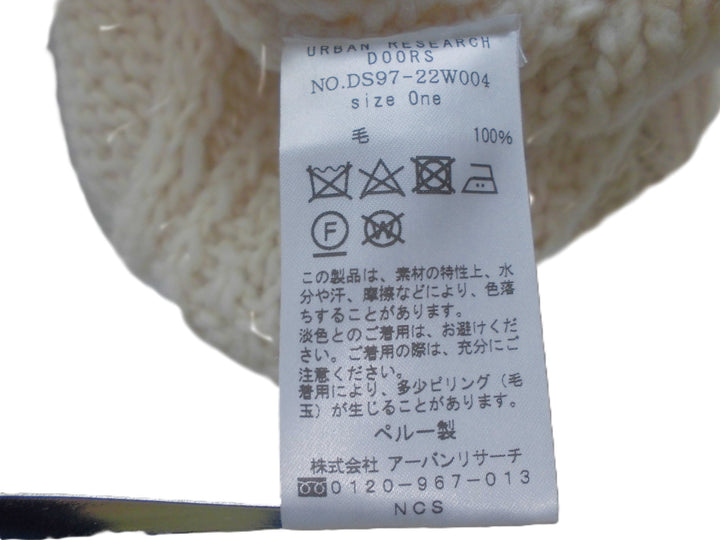 URBAN RESEARCH
DOORS
NO.DS97-22W004
size One
毛 100%
F W
この製品は、素材の特性上、水
分や汗、摩擦などにより、色落
ちすることがあります。
淡色とのご着用は、お避けくだ
さい。ご着用の際は、充分にご
注意ください。
着用により、多少ピリング（毛
玉）が生じることがあります。
ペルー製
株式会社 アーバンリサーチ
0120-967-013
NCS